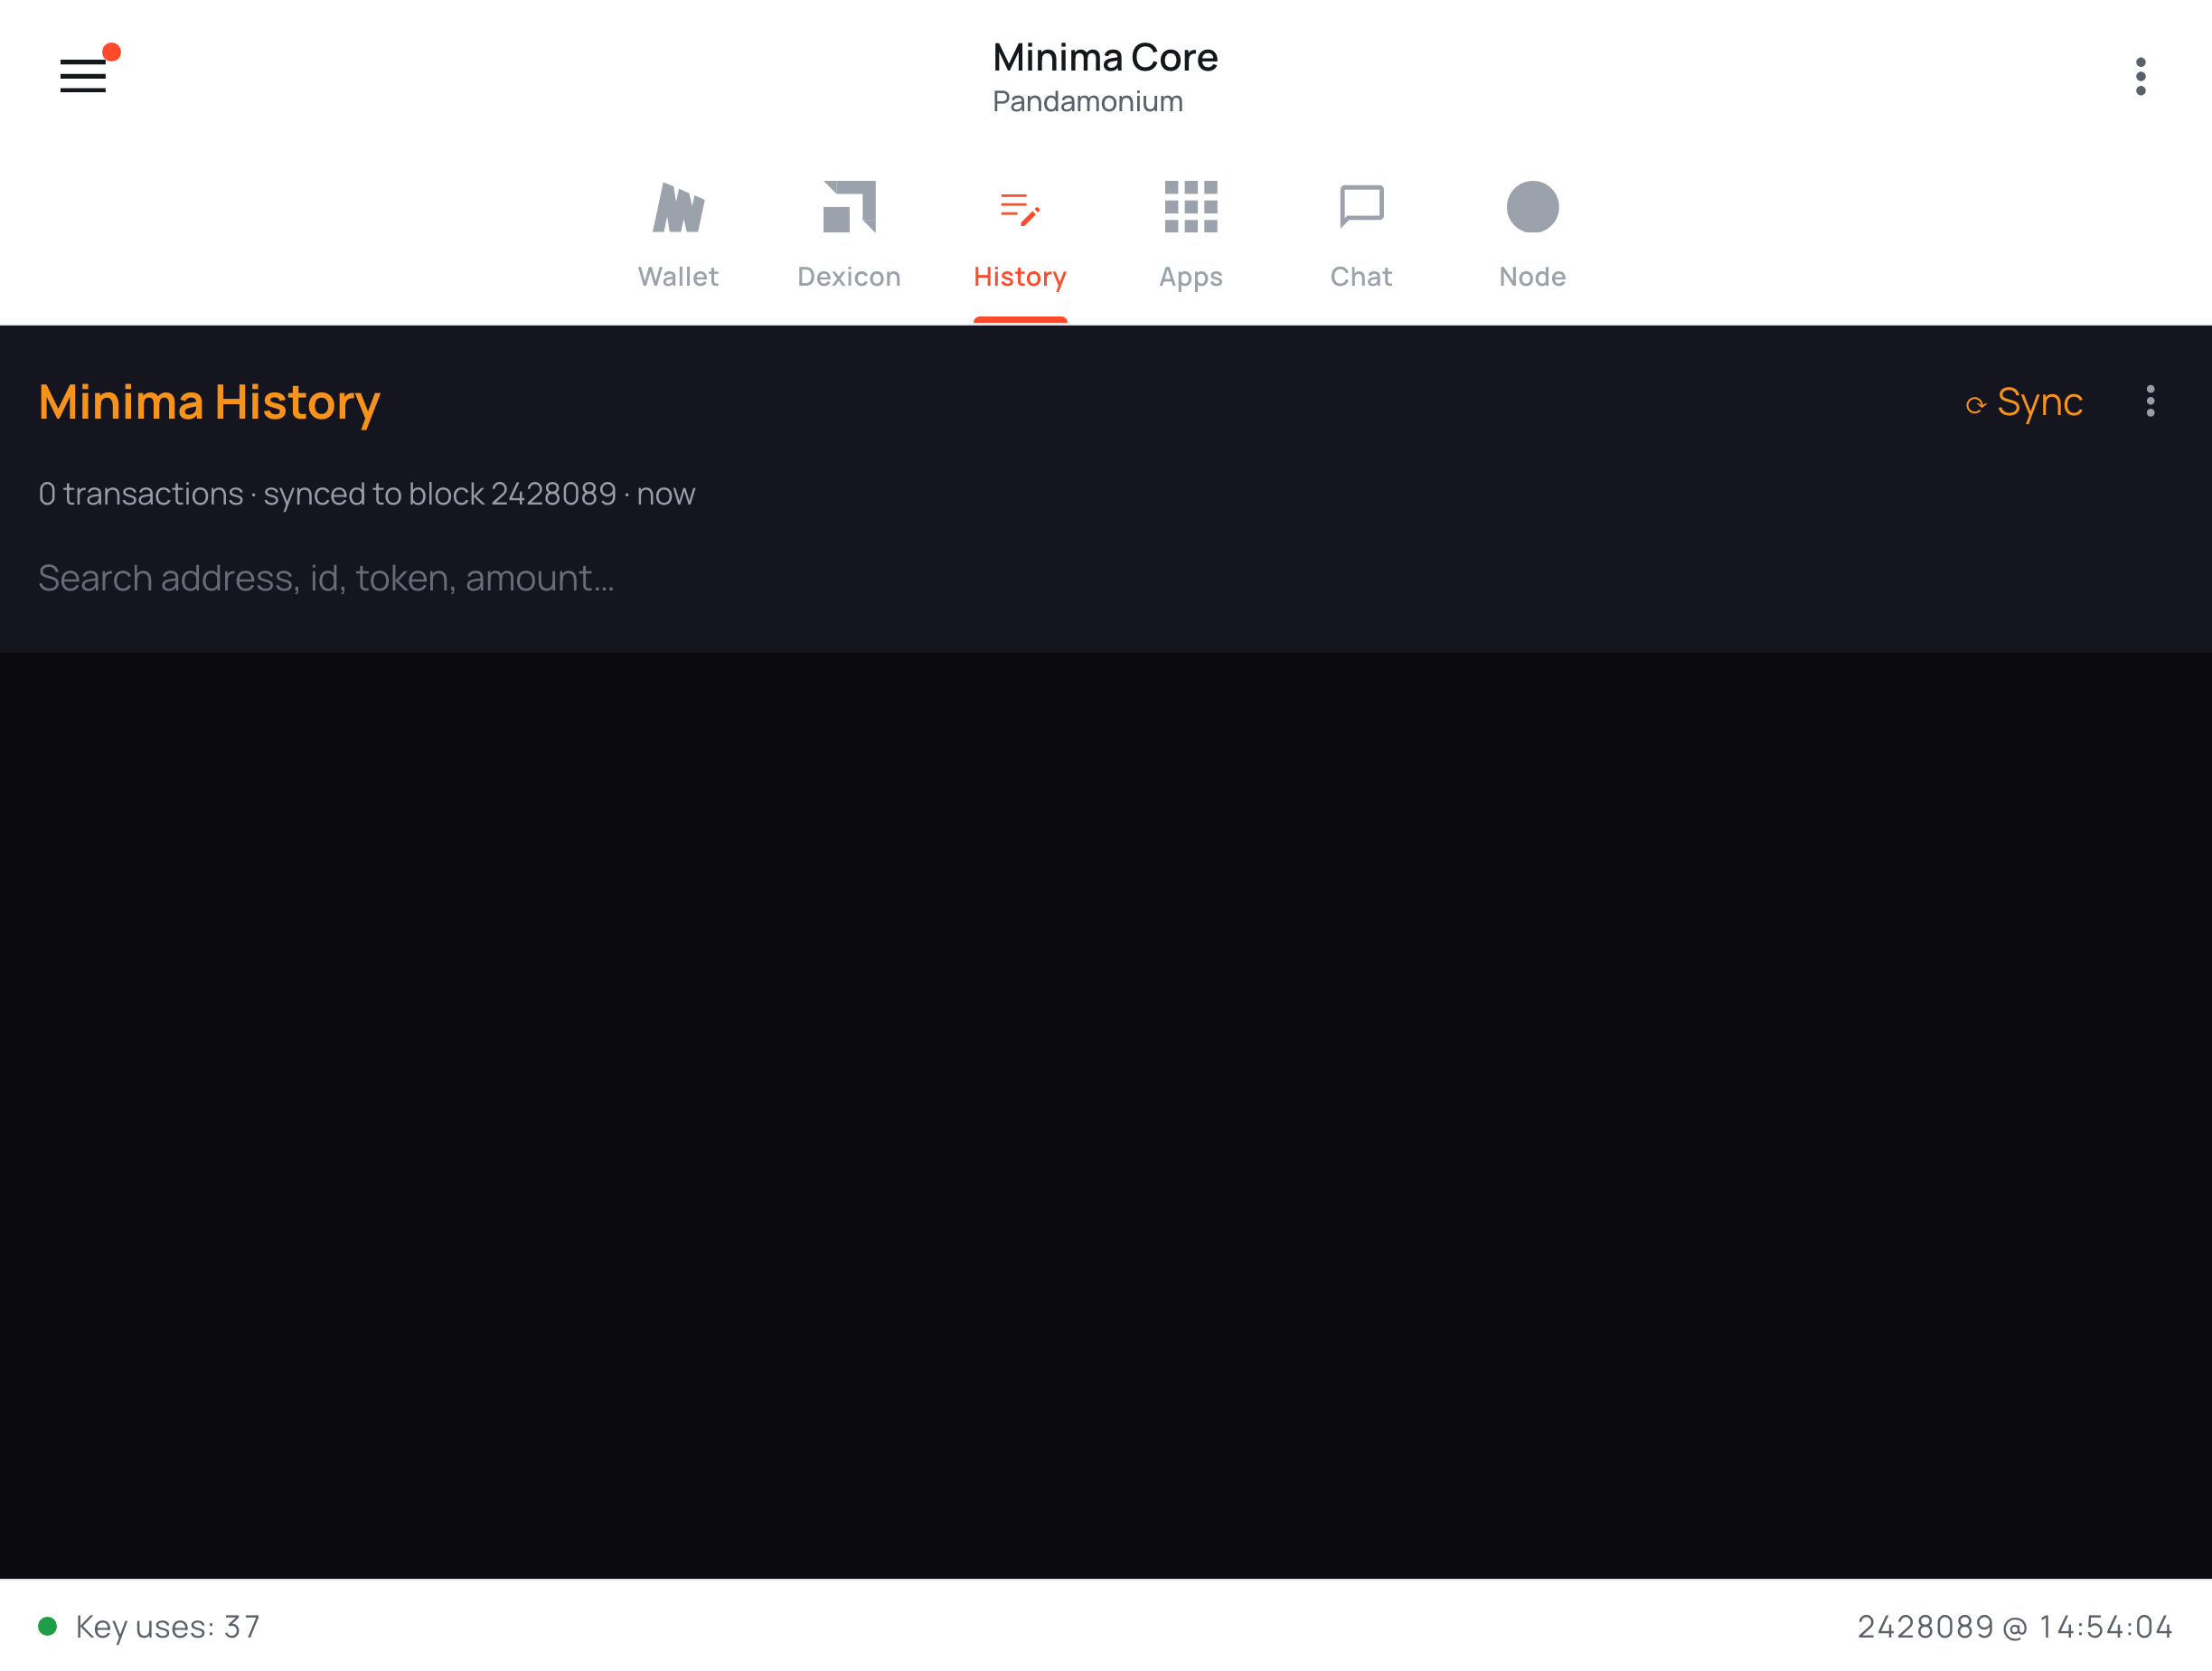 Minima Core
Pandamonium
Wallet
Dexicon
History
Apps
Chat
Node
Minima History
Sync
0 transactions · synced to block 2428089 · now
Search address, id, token, amount...
Key uses: 37
2428089 @ 14:54:04